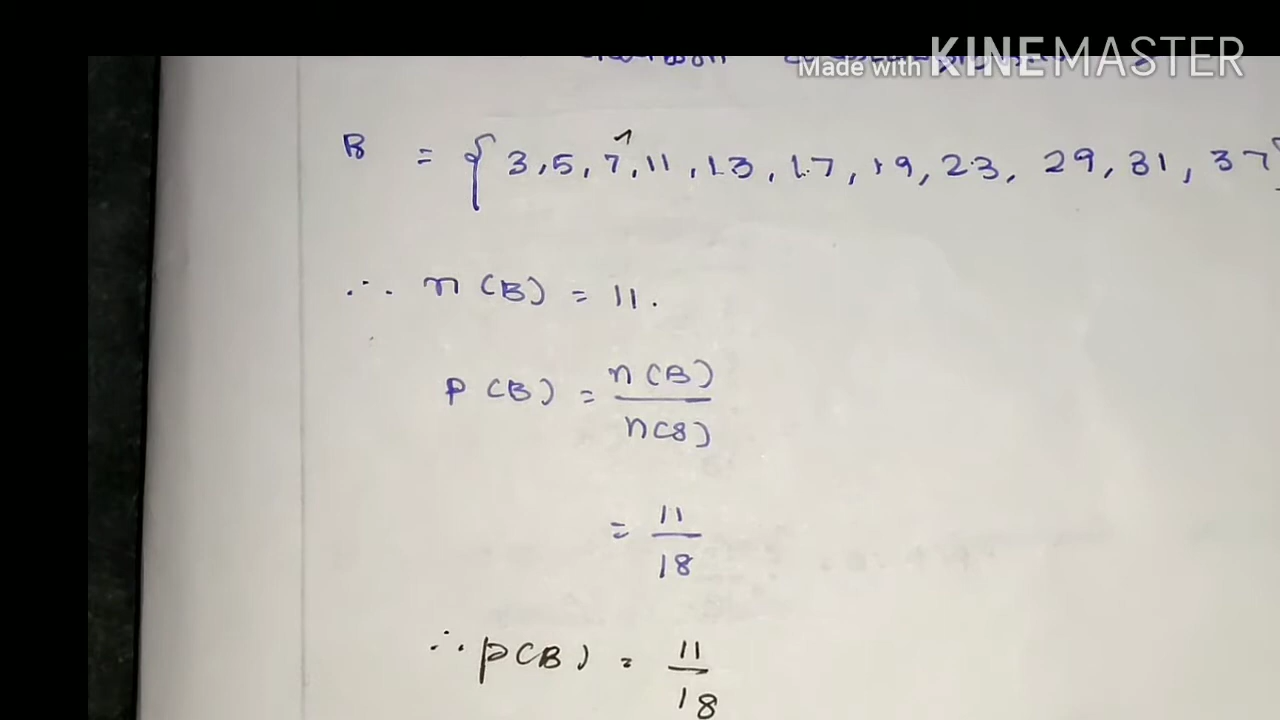 Made with KINEMASTER
B = { 3, 5, 7, 11, 13, 17, 19, 23, 29, 31, 37
∴ n (B) = 11.
P (B) = n(B) / n(S)
= 11 / 18
∴ P(B) = 11 / 18